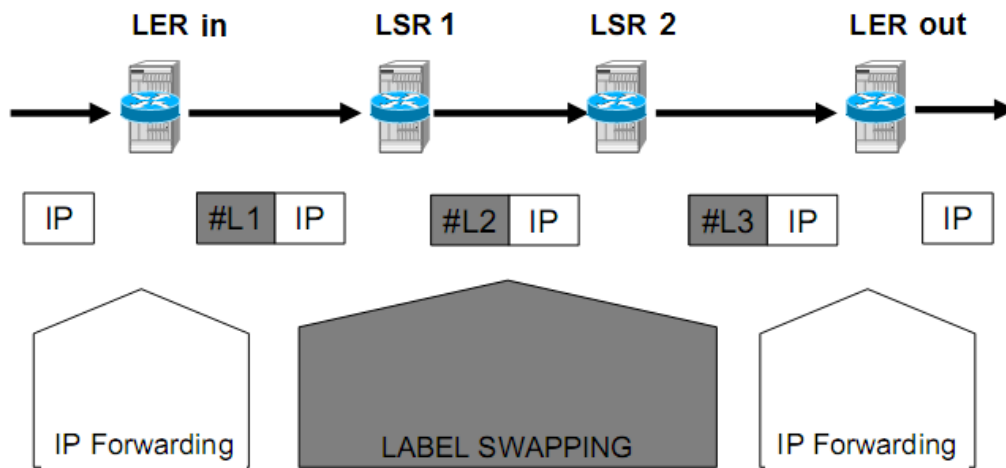 LER in
LSR 1
LSR 2
LER out
IP
#L1 IP
#L2 IP
#L3 IP
IP
IP Forwarding
LABEL SWAPPING
IP Forwarding